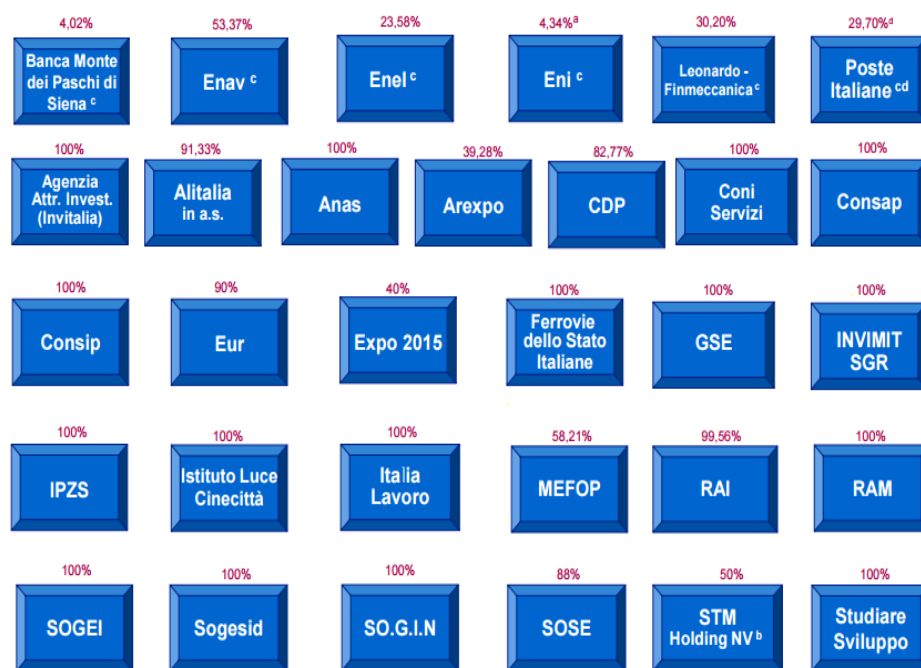 4,02% 53,37% 23,58% 4,34%ᵃ 30,20% 29,70%ᵈ
Banca Monte
dei Paschi di
Siena ᶜ
Enav ᶜ
Enel ᶜ
Eni ᶜ
Leonardo -
Finmeccanica ᶜ
Poste
Italiane ᶜᵈ
100% 91,33% 100% 39,28% 82,77% 100% 100%
Agenzia
Attr. Invest.
(Invitalia)
Alitalia
in a.s.
Anas
Arexpo
CDP
Coni
Servizi
Consap
100% 90% 40% 100% 100% 100%
Consip
Eur
Expo 2015
Ferrovie
dello Stato
Italiane
GSE
INVIMIT
SGR
100% 100% 100% 58,21% 99,56% 100%
IPZS
Istituto Luce
Cinecittà
Italia
Lavoro
MEFOP
RAI
RAM
100% 100% 100% 88% 50% 100%
SOGEI
Sogesid
SO.G.I.N
SOSE
STM
Holding NV ᵇ
Studiare
Sviluppo